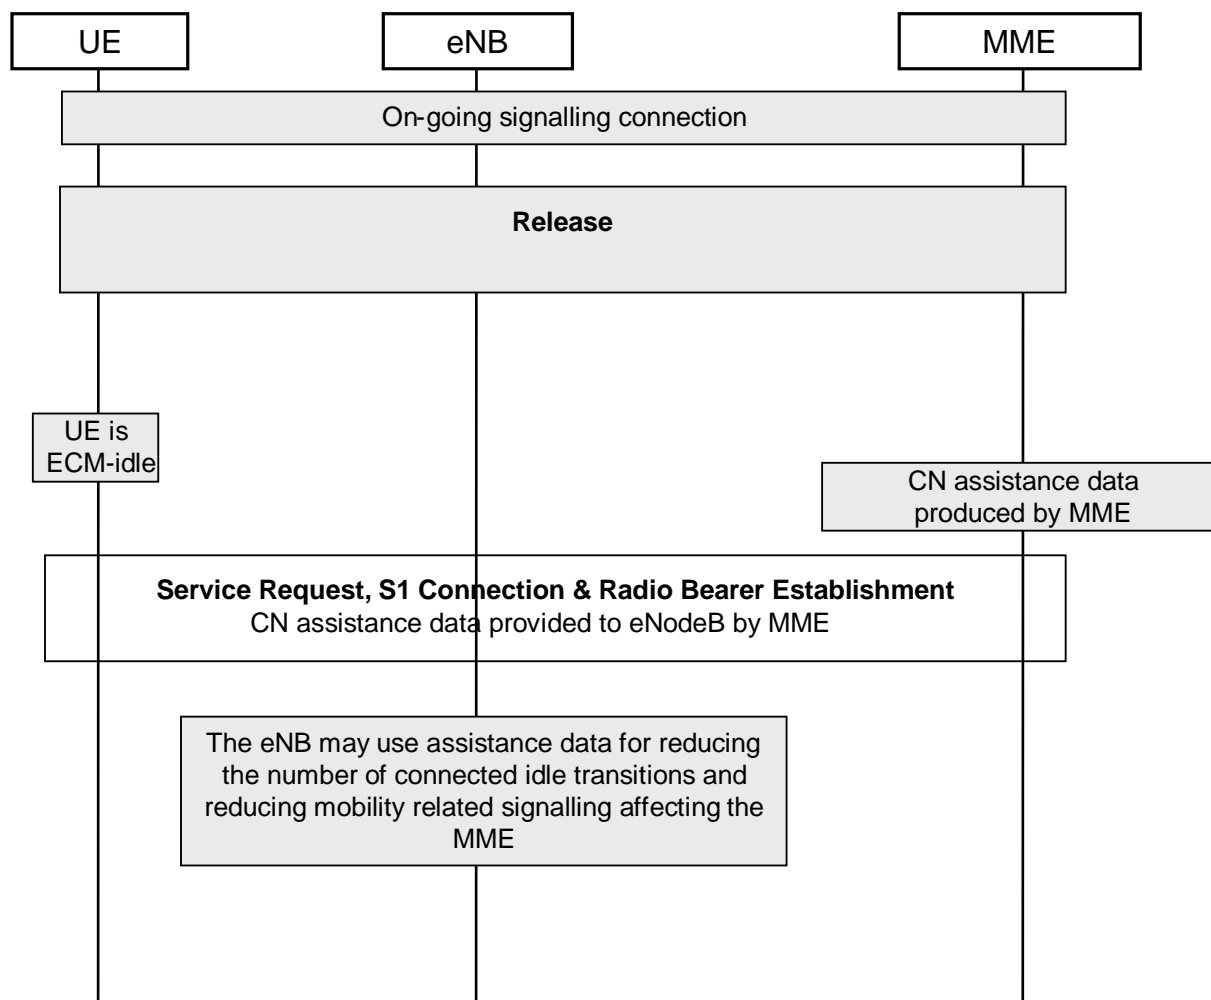 UE
eNB
MME
On-going signalling connection
Release
UE is
ECM-idle
CN assistance data
produced by MME
Service Request, S1 Connection & Radio Bearer Establishment
CN assistance data provided to eNodeB by MME
The eNB may use assistance data for reducing
the number of connected idle transitions and
reducing mobility related signalling affecting the
MME